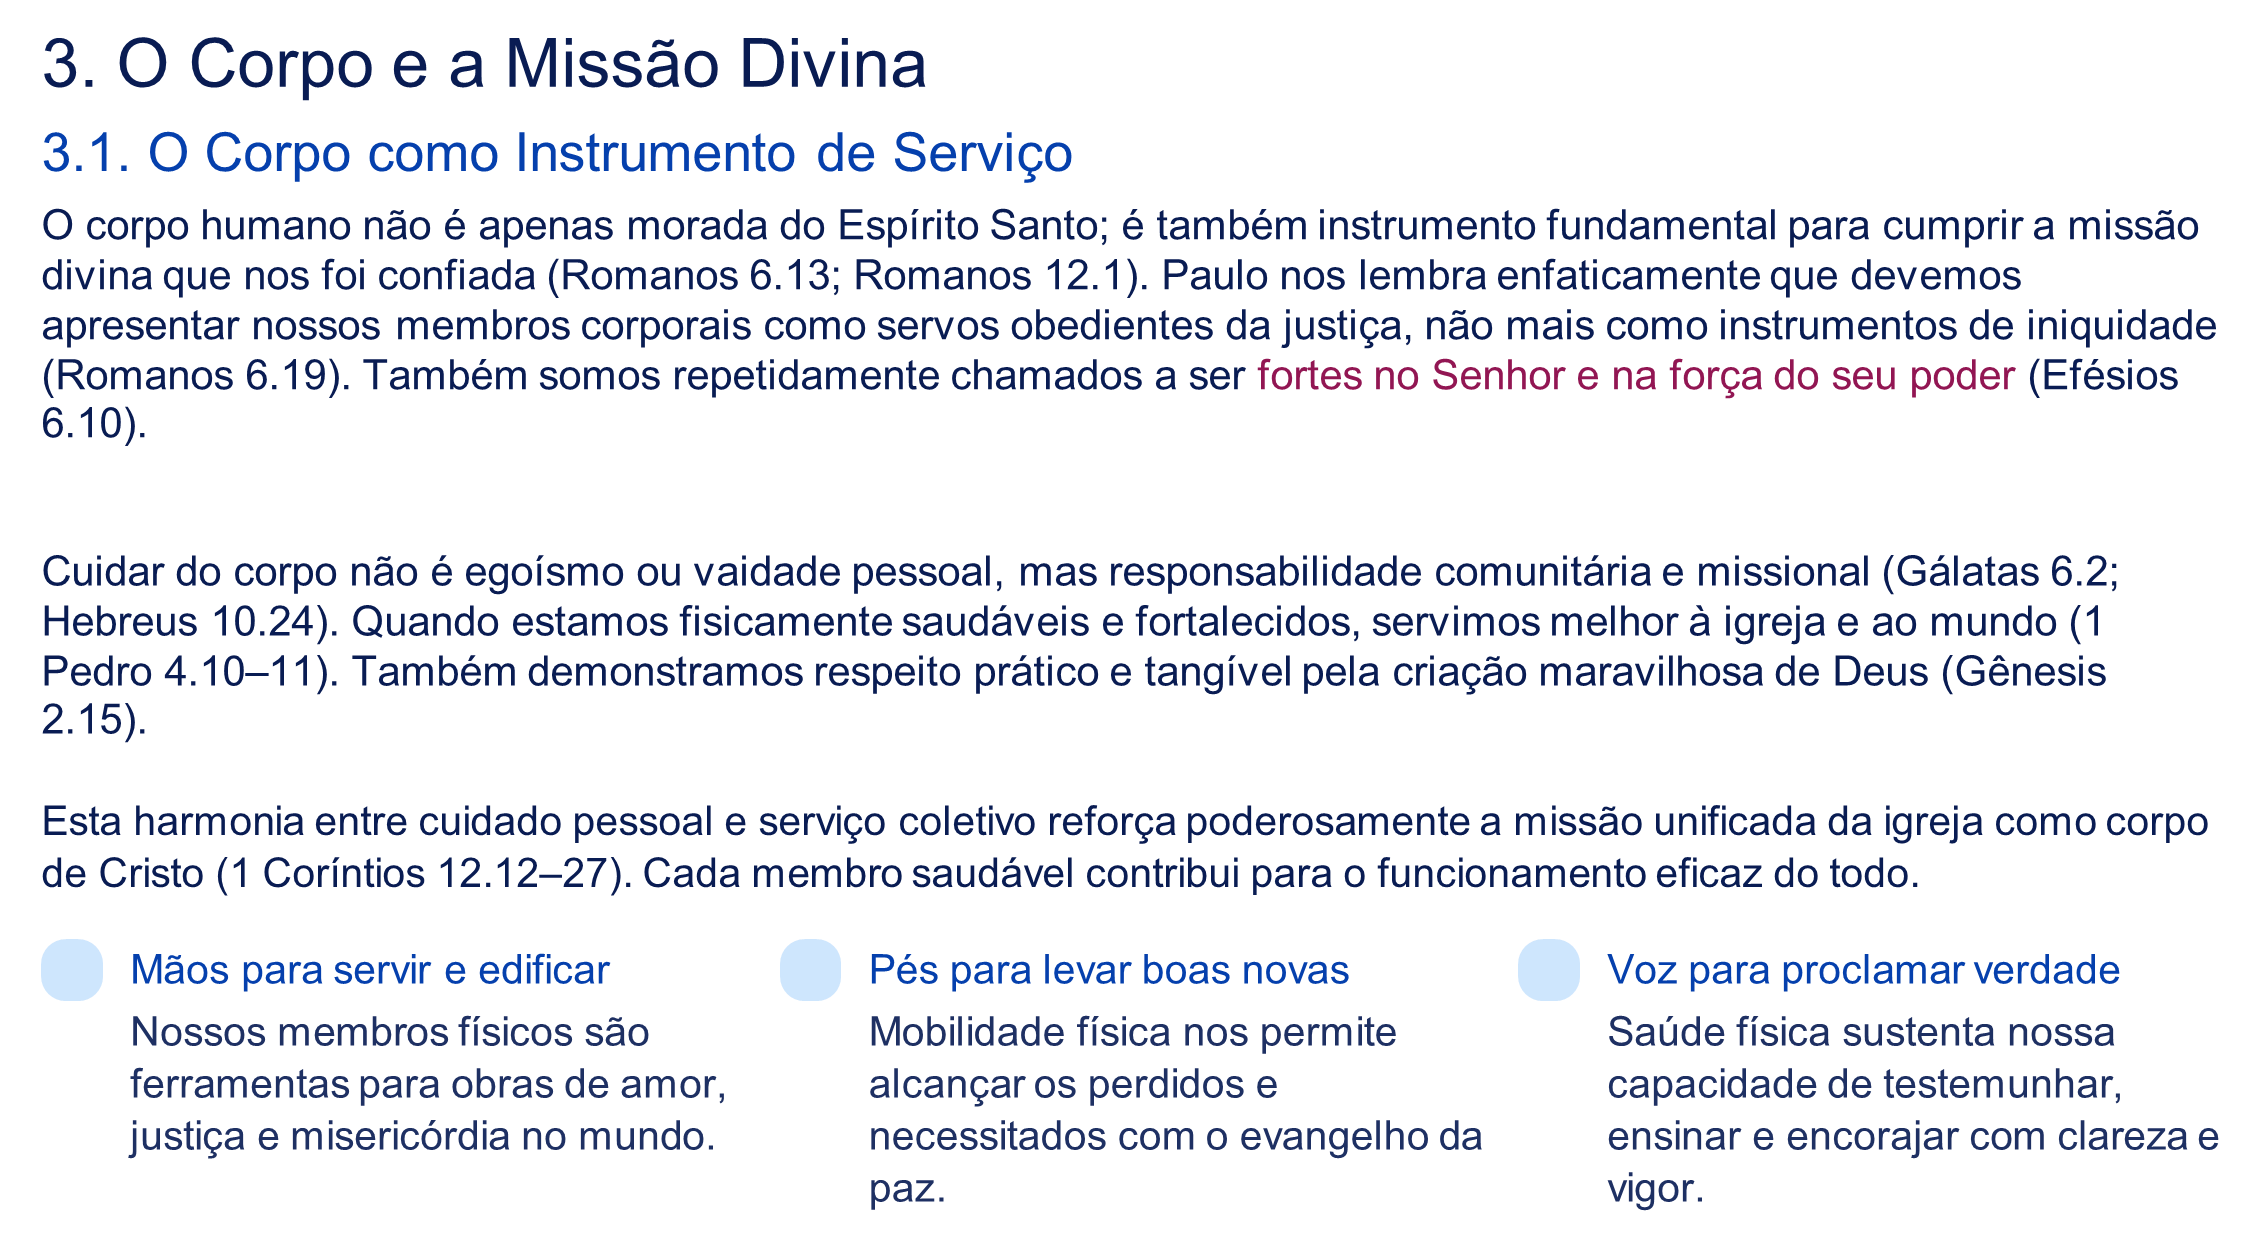 3. O Corpo e a Missão Divina
3.1. O Corpo como Instrumento de Serviço
O corpo humano não é apenas morada do Espírito Santo; é também instrumento fundamental para cumprir a missão
divina que nos foi confiada (Romanos 6.13; Romanos 12.1). Paulo nos lembra enfaticamente que devemos
apresentar nossos membros corporais como servos obedientes da justiça, não mais como instrumentos de iniquidade
(Romanos 6.19). Também somos repetidamente chamados a ser fortes no Senhor e na força do seu poder (Efésios
6.10).
Cuidar do corpo não é egoísmo ou vaidade pessoal, mas responsabilidade comunitária e missional (Gálatas 6.2;
Hebreus 10.24). Quando estamos fisicamente saudáveis e fortalecidos, servimos melhor à igreja e ao mundo (1
Pedro 4.10–11). Também demonstramos respeito prático e tangível pela criação maravilhosa de Deus (Gênesis
2.15).
Esta harmonia entre cuidado pessoal e serviço coletivo reforça poderosamente a missão unificada da igreja como corpo
de Cristo (1 Coríntios 12.12–27). Cada membro saudável contribui para o funcionamento eficaz do todo.
Mãos para servir e edificar
Nossos membros físicos são
ferramentas para obras de amor,
justiça e misericórdia no mundo.
Pés para levar boas novas
Mobilidade física nos permite
alcançar os perdidos e
necessitados com o evangelho da
paz.
Voz para proclamar verdade
Saúde física sustenta nossa
capacidade de testemunhar,
ensinar e encorajar com clareza e
vigor.